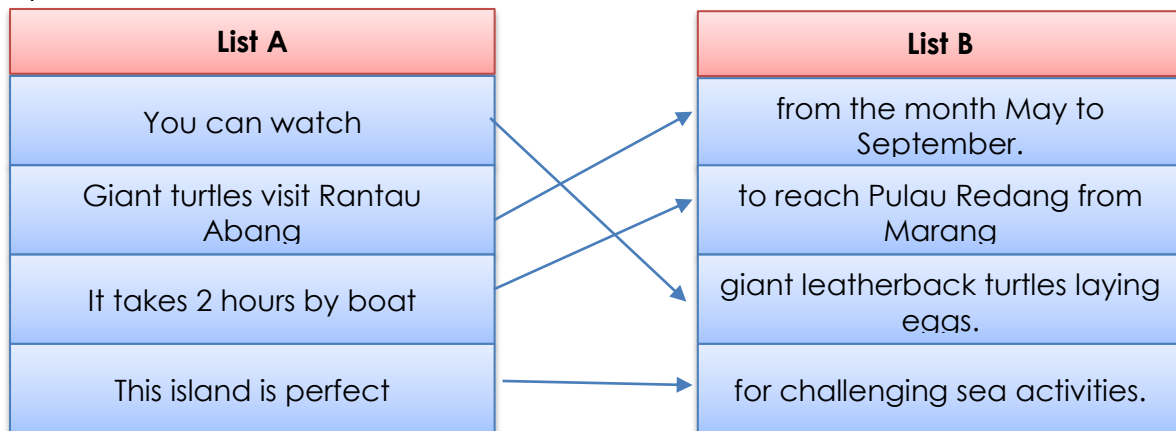 List A
You can watch
Giant turtles visit Rantau
Abang
It takes 2 hours by boat
This island is perfect
List B
from the month May to
September.
to reach Pulau Redang from
Marang
giant leatherback turtles laying
eggs.
for challenging sea activities.